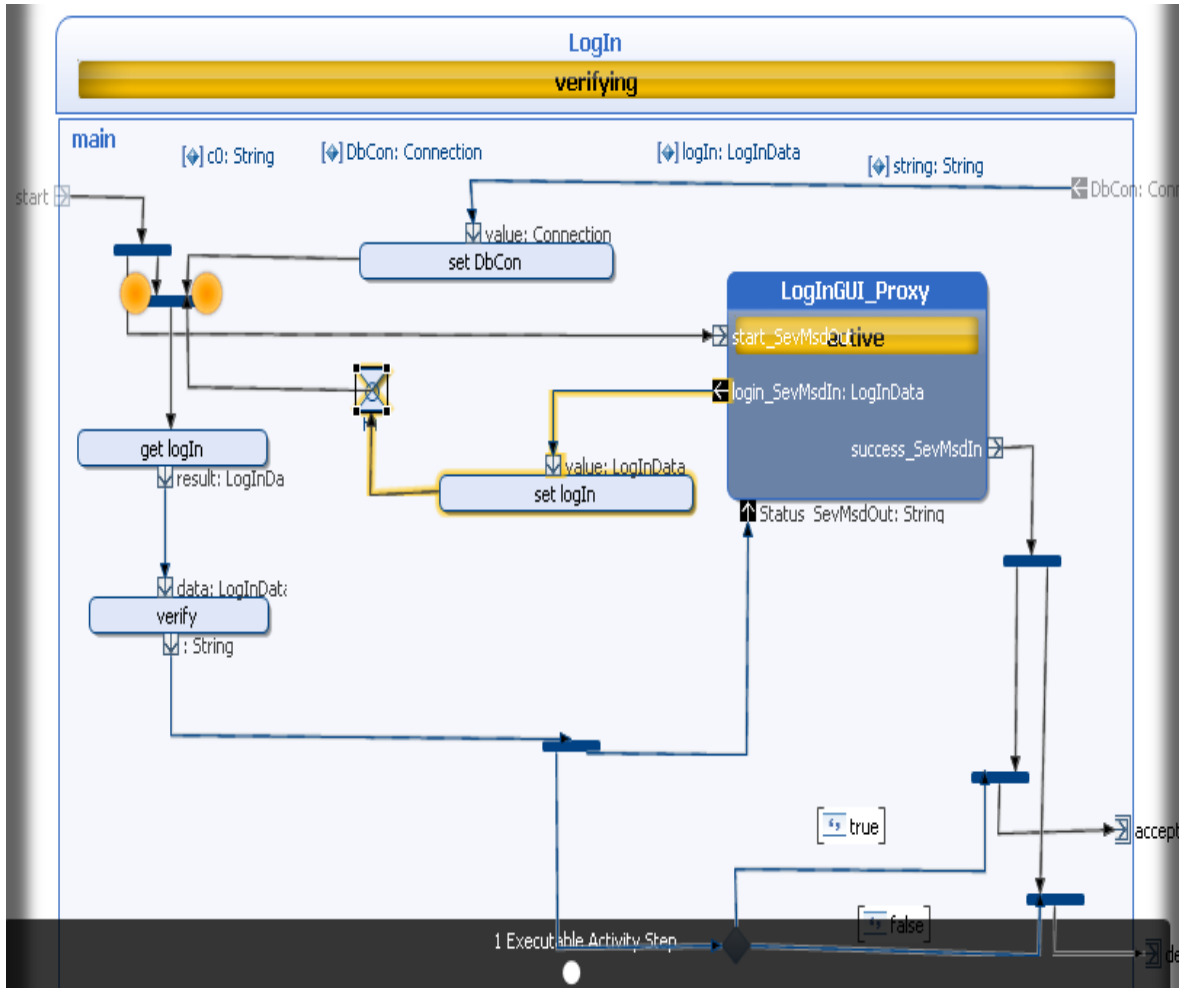 LogIn
verifying
main
c0: String
DbCon: Connection
logIn: LogInData
string: String
start
DbCon: Conn
value: Connection
set DbCon
LogInGUI_Proxy
start_SevMsdOut
active
login_SevMsdIn: LogInData
get logIn
success_SevMsdIn
result: LogInDa
value: LogInData
set logIn
Status_SevMsdOut: String
data: LogInData
verify
: String
true
accept
false
1 Executable Activity Step
de